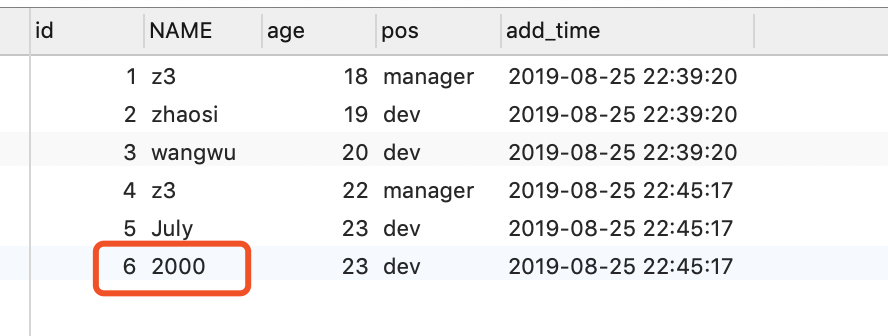 id NAME age pos add_time
1 z3 18 manager 2019-08-25 22:39:20
2 zhaosi 19 dev 2019-08-25 22:39:20
3 wangwu 20 dev 2019-08-25 22:39:20
4 z3 22 manager 2019-08-25 22:45:17
5 July 23 dev 2019-08-25 22:45:17
6 2000 23 dev 2019-08-25 22:45:17